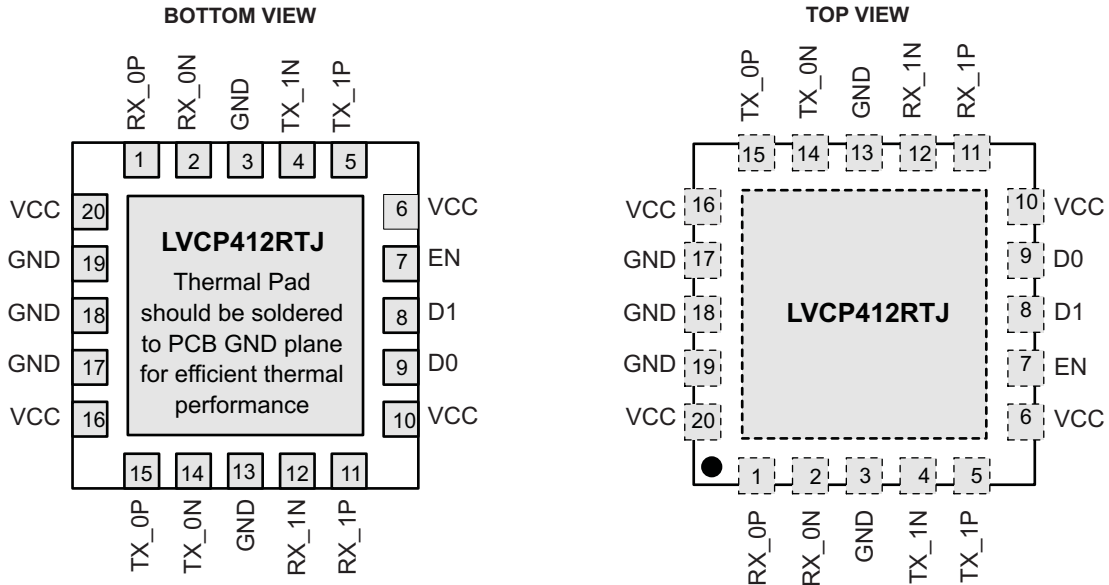 BOTTOM VIEW
RX_0P
RX_0N
GND
TX_1N
TX_1P
1 2 3 4 5
VCC 20
GND 19
GND 18
GND 17
VCC 16
LVCP412RTJ
Thermal Pad
should be soldered
to PCB GND plane
for efficient thermal
performance
6 VCC
7 EN
8 D1
9 D0
10 VCC
15 14 13 12 11
TX_0P
TX_0N
GND
RX_1N
RX_1P
TOP VIEW
TX_0P
TX_0N
GND
RX_1N
RX_1P
15 14 13 12 11
VCC 16
GND 17
GND 18
GND 19
VCC 20
LVCP412RTJ
10 VCC
9 D0
8 D1
7 EN
6 VCC
1 2 3 4 5
RX_0P
RX_0N
GND
TX_1N
TX_1P